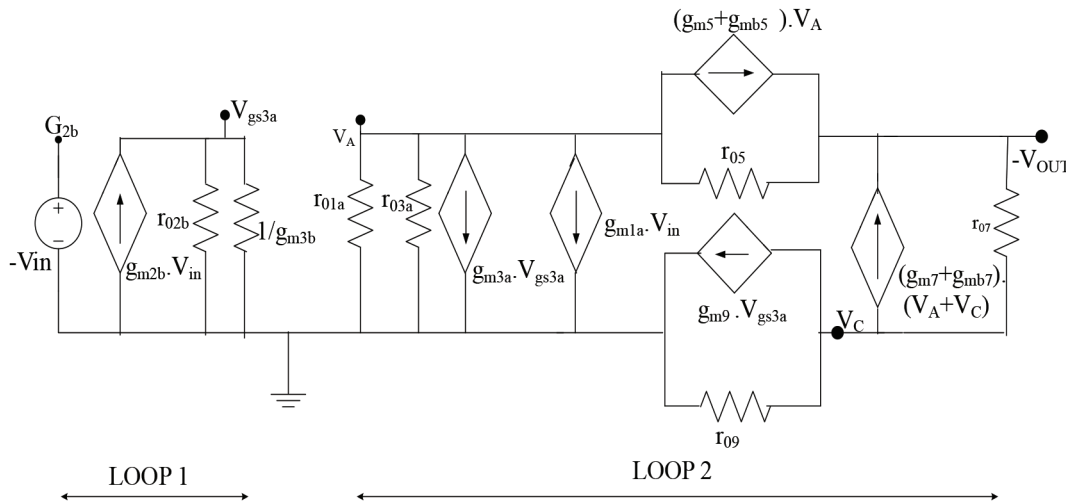 (gm5+gmb5 ).VA
Vgs3a
G2b
VA
-VOUT
r05
r02b
1/gm3b
r01a
r03a
gm1a.Vin
r07
-Vin
gm2b.Vin
gm3a.Vgs3a
(gm7+gmb7).
(VA+VC)
gm9 .Vgs3a
VC
r09
LOOP 1
LOOP 2